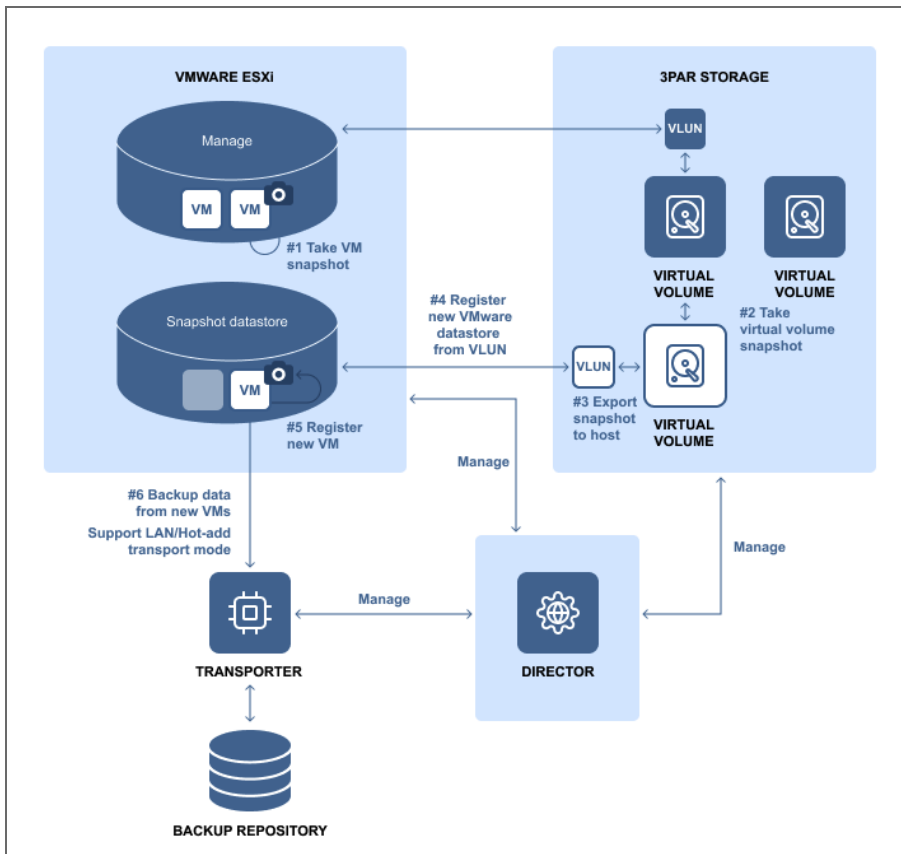 VMWARE ESXi
3PAR STORAGE
Manage
VM
VM
#1 Take VM
snapshot
VLUN
VIRTUAL
VOLUME
VIRTUAL
VOLUME
#2 Take
virtual volume
snapshot
Snapshot datastore
VM
#5 Register
new VM
#4 Register
new VMware
datastore
from VLUN
VLUN
#3 Export
snapshot
to host
VIRTUAL
VOLUME
#6 Backup data
from new VMs
Support LAN/Hot-add
transport mode
Manage
Manage
Manage
TRANSPORTER
DIRECTOR
BACKUP REPOSITORY